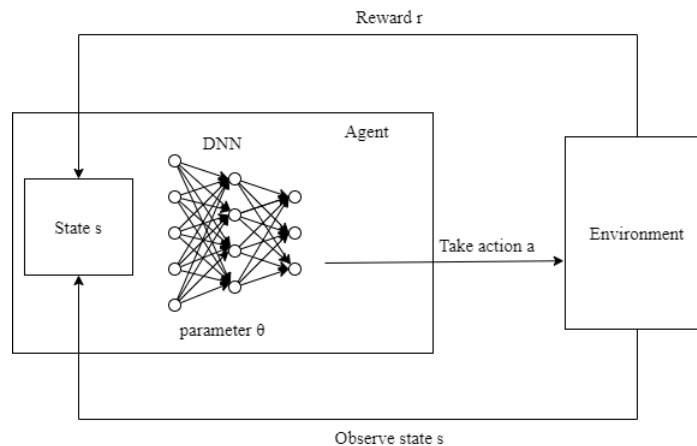 Reward r
Agent
DNN
State s
Take action a
Environment
parameter θ
Observe state s